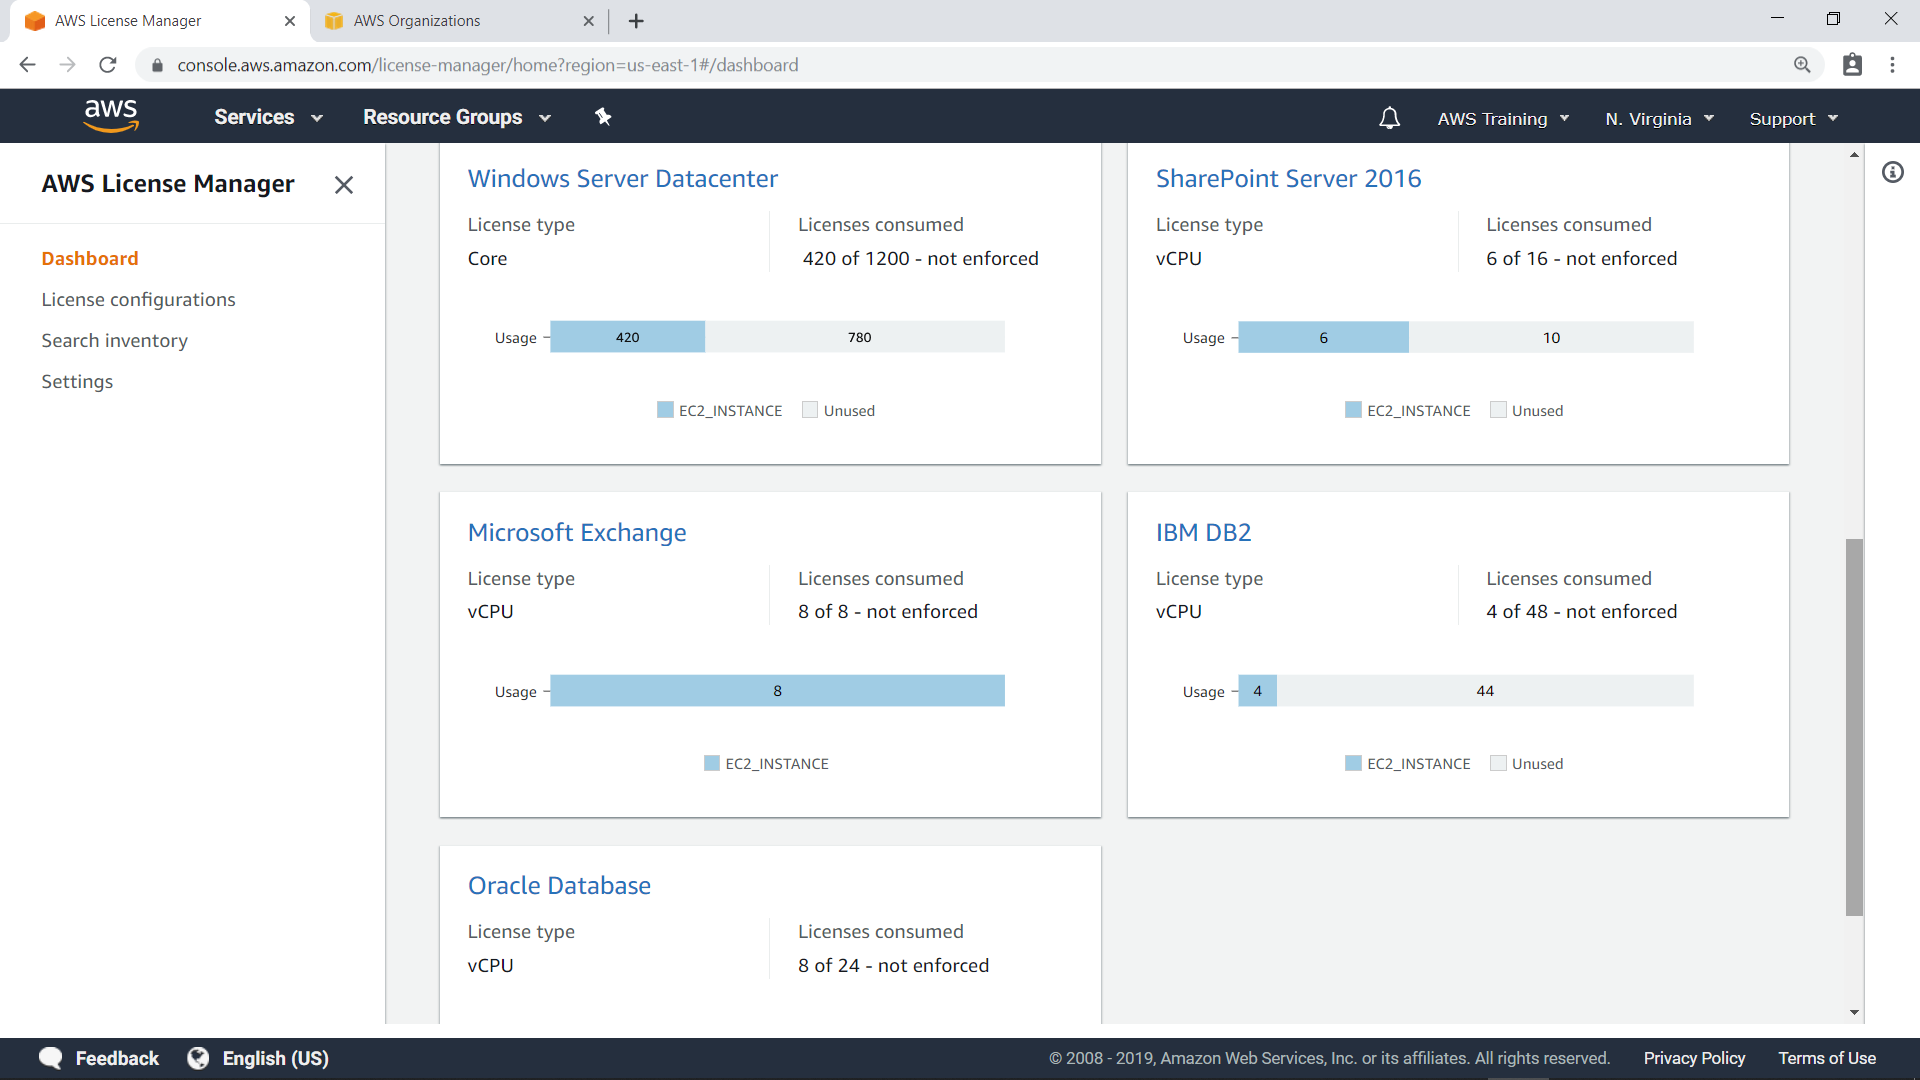 AWS License Manager
AWS Organizations
console.aws.amazon.com/license-manager/home?region=us-east-1#/dashboard
aws
Services
Resource Groups
AWS Training
N. Virginia
Support
AWS License Manager
Dashboard
License configurations
Search inventory
Settings
Windows Server Datacenter
License type
Licenses consumed
Core
420 of 1200 - not enforced
Usage
420
780
EC2_INSTANCE
Unused
SharePoint Server 2016
License type
Licenses consumed
vCPU
6 of 16 - not enforced
Usage
6
10
EC2_INSTANCE
Unused
Microsoft Exchange
License type
Licenses consumed
vCPU
8 of 8 - not enforced
Usage
8
EC2_INSTANCE
IBM DB2
License type
Licenses consumed
vCPU
4 of 48 - not enforced
Usage
4
44
EC2_INSTANCE
Unused
Oracle Database
License type
Licenses consumed
vCPU
8 of 24 - not enforced
Feedback
English (US)
© 2008 - 2019, Amazon Web Services, Inc. or its affiliates. All rights reserved.
Privacy Policy
Terms of Use